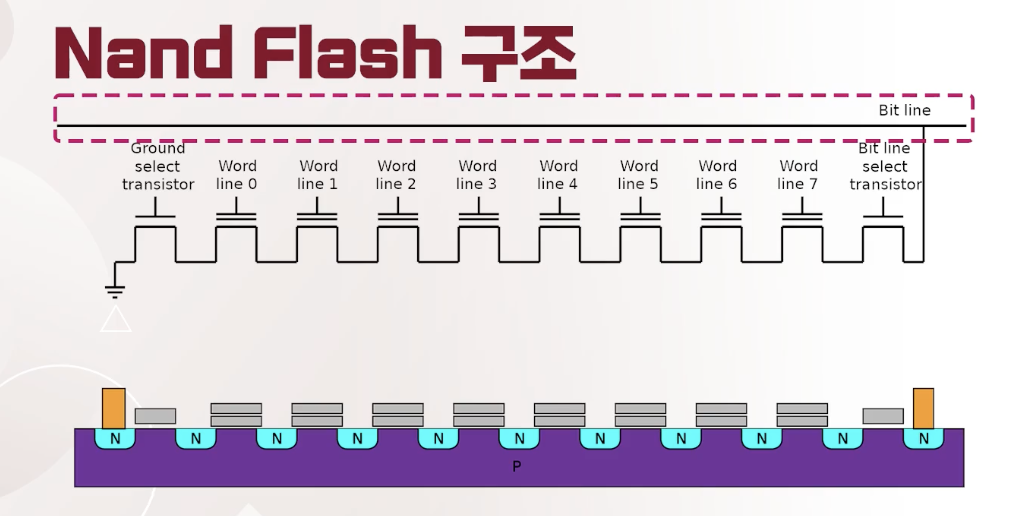 Nand Flash 구조
Bit line
Ground
select
transistor
Word
line 0
Word
line 1
Word
line 2
Word
line 3
Word
line 4
Word
line 5
Word
line 6
Word
line 7
Bit line
select
transistor
N
N
N
N
N
N
N
N
N
N
N
P